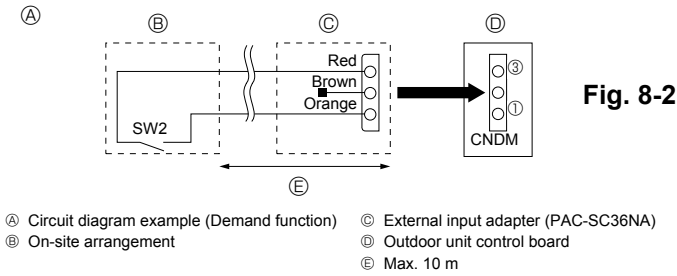 Ⓐ
Ⓑ
Ⓒ
Ⓓ
Red
Brown
Orange
SW2
③
①
CNDM
Fig. 8-2
Ⓔ
Ⓐ Circuit diagram example (Demand function)
Ⓑ On-site arrangement
Ⓒ External input adapter (PAC-SC36NA)
Ⓓ Outdoor unit control board
Ⓔ Max. 10 m